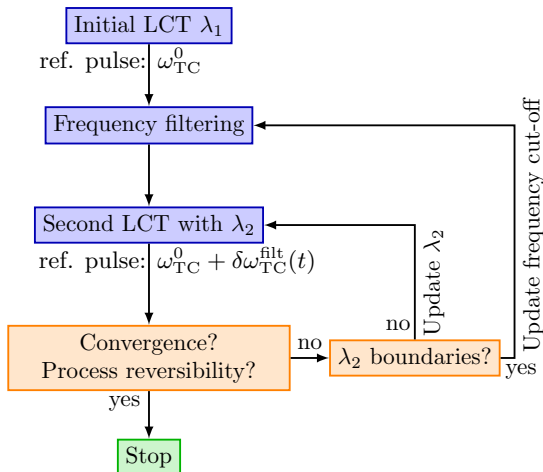 Initial LCT λ₁
ref. pulse: ω⁰_TC
Frequency filtering
Second LCT with λ₂
ref. pulse: ω⁰_TC + δω^filt_TC(t)
Convergence?
Process reversibility?
no
λ₂ boundaries?
no
Update λ₂
yes
Update frequency cut-off
yes
Stop